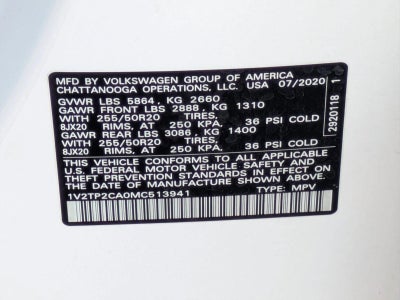 MFD BY VOLKSWAGEN GROUP OF AMERICA
CHATTANOOGA OPERATIONS, LLC. USA 07/2020
GVWR LBS 5864, KG 2660
GAWR FRONT LBS 2888, KG 1310
WITH 255/50R20
8JX20 RIMS, AT 250 KPA. 36 PSI COLD
GAWR REAR LBS 3086, KG 1400
WITH 255/50R20
8JX20 RIMS, AT 250 KPA. 36 PSI COLD
THIS VEHICLE CONFORMS TO ALL APPLICABLE
U.S. FEDERAL MOTOR VEHICLE SAFETY AND
THEFT PREVENTION STANDARDS IN EFFECT ON
THE DATE OF MANUFACTURE SHOWN ABOVE
1V2TP2CA0MC513941 TYPE: MPV
2920118 1